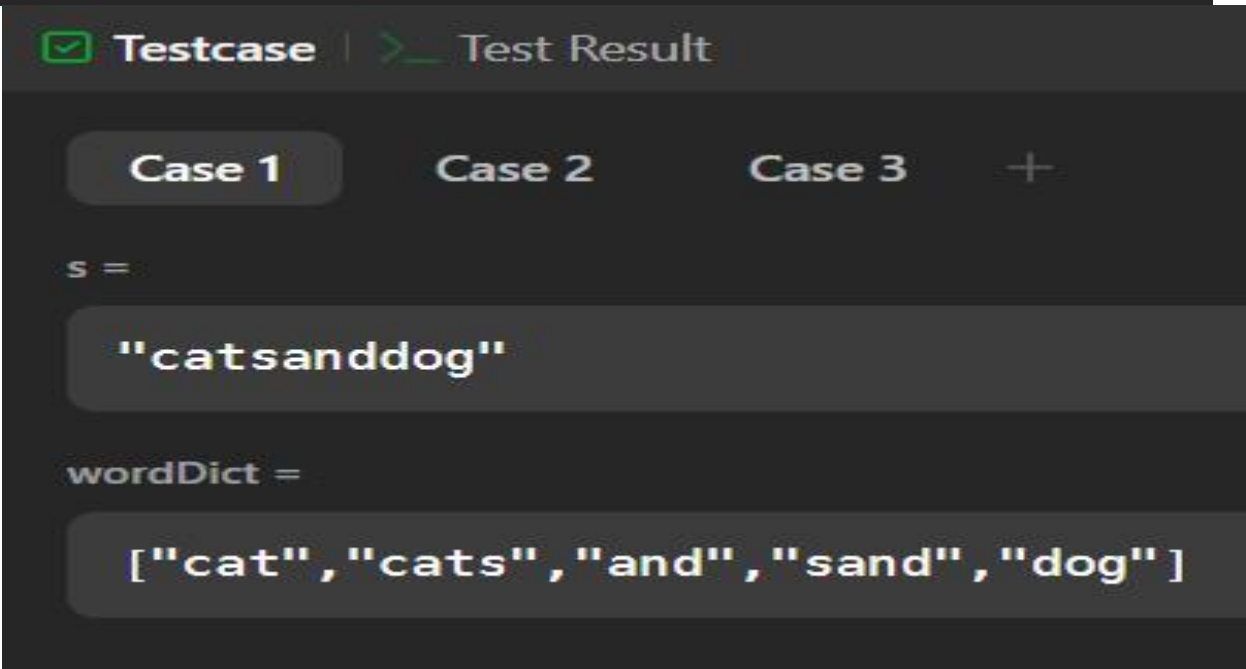 Testcase | >_ Test Result
Case 1 Case 2 Case 3 +
s =
"catsanddog"
wordDict =
["cat","cats","and","sand","dog"]